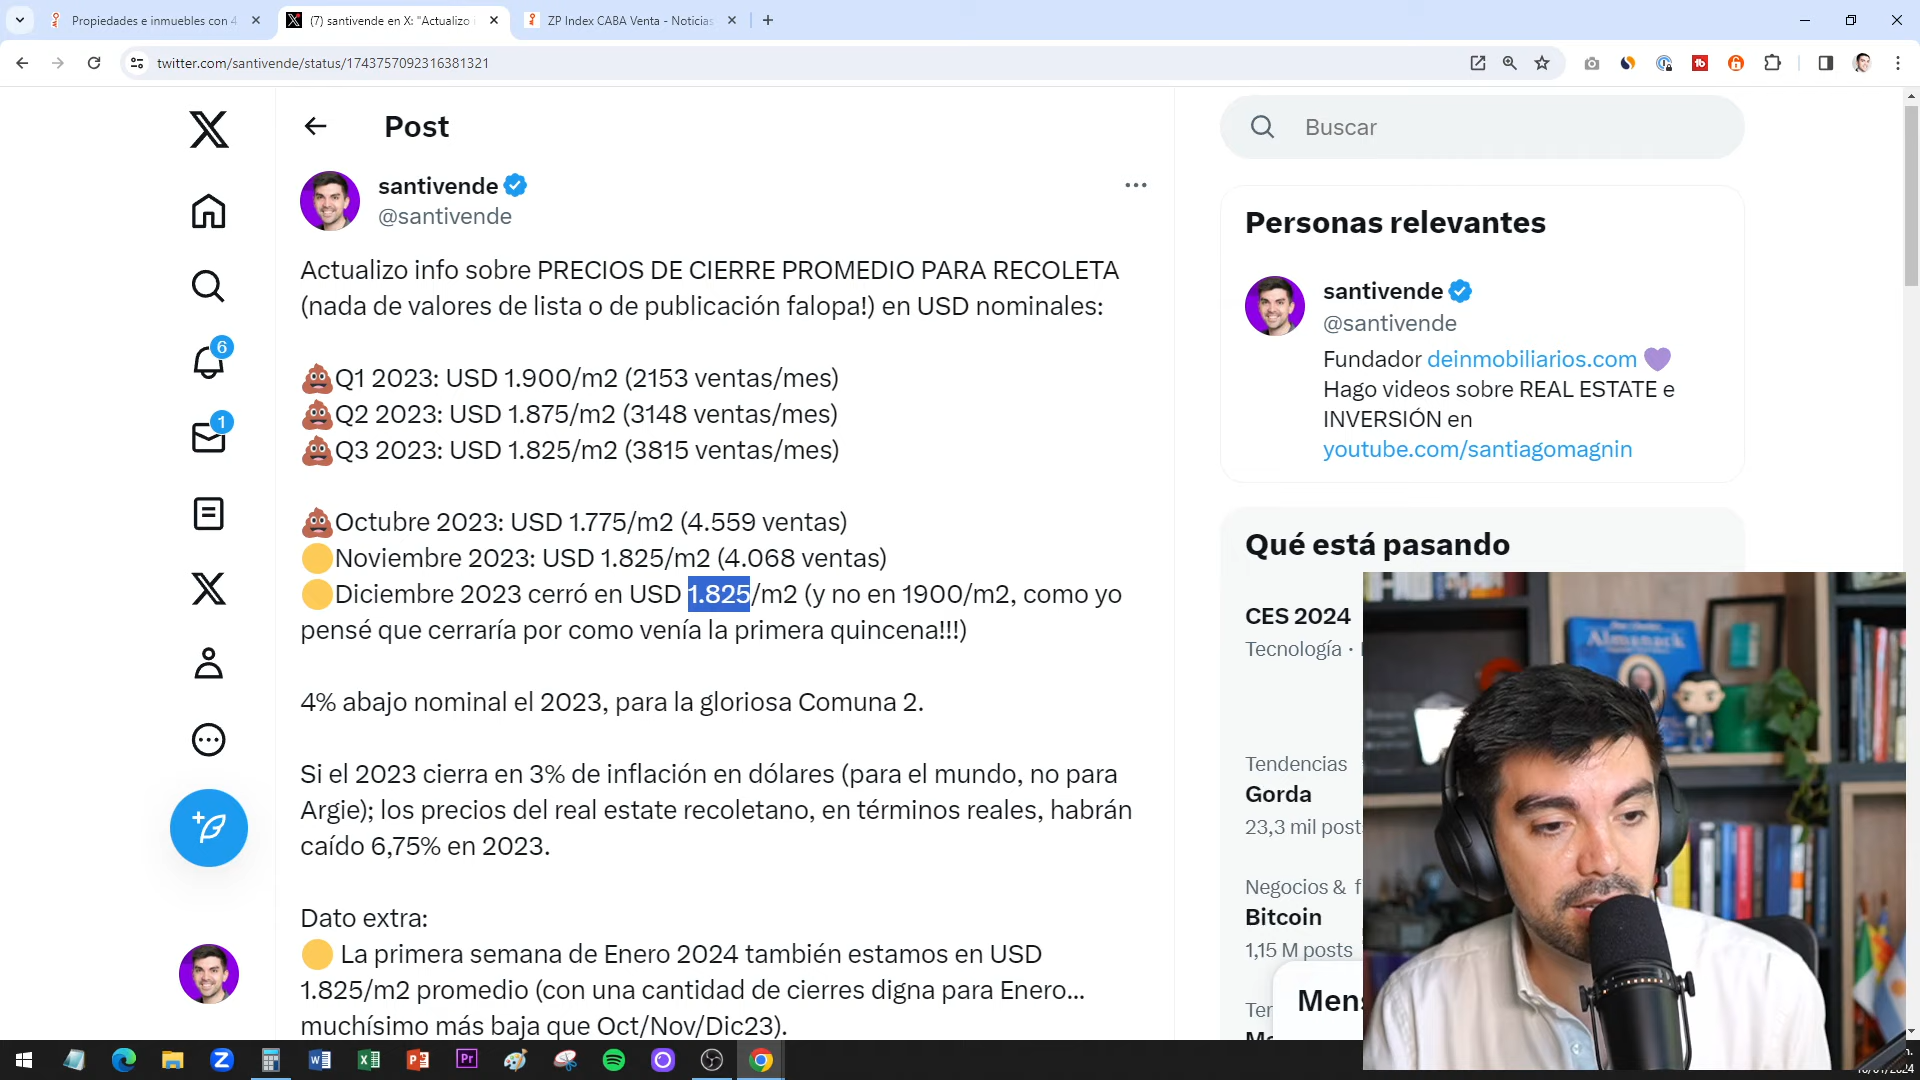 Propiedades e inmuebles con 4
(7) santivende en X: "Actualizo i
ZP Index CABA Venta - Noticias
twitter.com/santivende/status/1743757092316381321
Post
Buscar
santivende
@santivende
Actualizo info sobre PRECIOS DE CIERRE PROMEDIO PARA RECOLETA
(nada de valores de lista o de publicación falopa!) en USD nominales:
Q1 2023: USD 1.900/m2 (2153 ventas/mes)
Q2 2023: USD 1.875/m2 (3148 ventas/mes)
Q3 2023: USD 1.825/m2 (3815 ventas/mes)
Octubre 2023: USD 1.775/m2 (4.559 ventas)
Noviembre 2023: USD 1.825/m2 (4.068 ventas)
Diciembre 2023 cerró en USD 1.825/m2 (y no en 1900/m2, como yo
pensé que cerraría por como venía la primera quincena!!!)
4% abajo nominal el 2023, para la gloriosa Comuna 2.
Si el 2023 cierra en 3% de inflación en dólares (para el mundo, no para
Argie); los precios del real estate recoletano, en términos reales, habrán
caído 6,75% en 2023.
Dato extra:
La primera semana de Enero 2024 también estamos en USD
1.825/m2 promedio (con una cantidad de cierres digna para Enero...
muchísimo más baja que Oct/Nov/Dic23).
6
1
Personas relevantes
santivende
@santivende
Fundador deinmobiliarios.com
Hago videos sobre REAL ESTATE e
INVERSIÓN en
youtube.com/santiagomagnin
Qué está pasando
CES 2024
Tecnología ·
Tendencias
Gorda
23,3 mil post
Negocios & f
Bitcoin
1,15 M posts
Ter
Mens
Almanack